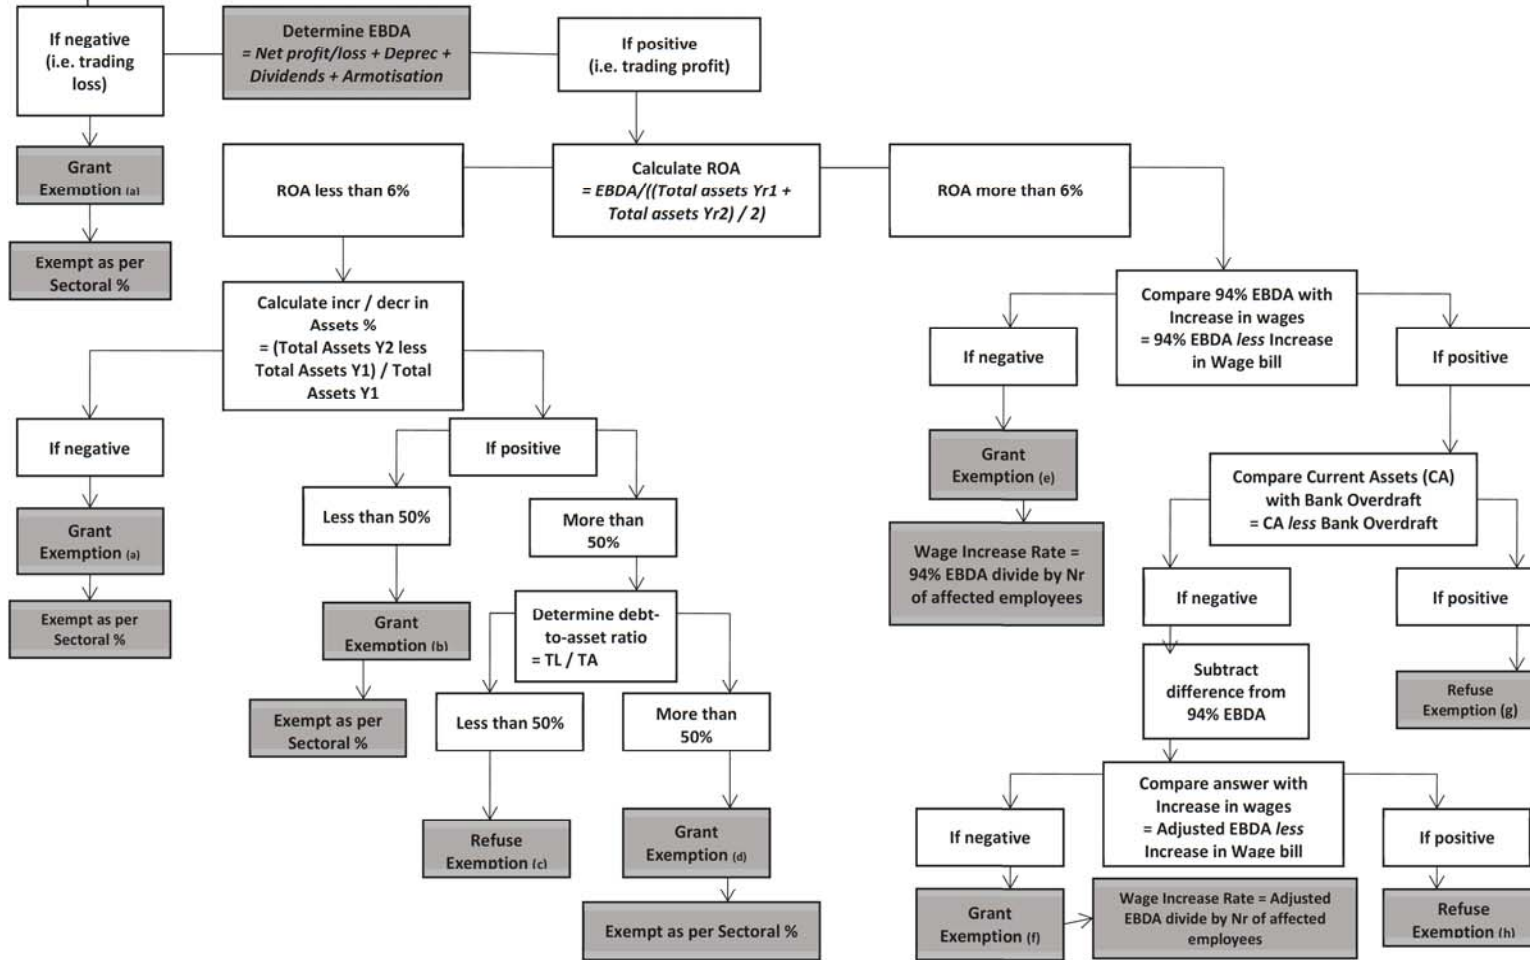 If negative
(i.e. trading
loss)
Determine EBDA
= Net profit/loss + Deprec +
Dividends + Armotisation
If positive
(i.e. trading profit)
Grant
Exemption (a)
Exempt as per
Sectoral %
ROA less than 6%
Calculate ROA
= EBDA/((Total assets Yr1 +
Total assets Yr2) / 2)
ROA more than 6%
Calculate incr / decr in
Assets %
= (Total Assets Y2 less
Total Assets Y1) / Total
Assets Y1
If negative
Grant
Exemption (a)
Exempt as per
Sectoral %
If positive
Less than 50%
More than
50%
Grant
Exemption (b)
Exempt as per
Sectoral %
Determine debt-
to-asset ratio
= TL / TA
Less than 50%
More than
50%
Refuse
Exemption (c)
Grant
Exemption (d)
Exempt as per Sectoral %
Compare 94% EBDA with
Increase in wages
= 94% EBDA less Increase
in Wage bill
If negative
If positive
Grant
Exemption (e)
Wage Increase Rate =
94% EBDA divide by Nr
of affected employees
Compare Current Assets (CA)
with Bank Overdraft
= CA less Bank Overdraft
If negative
If positive
Subtract
difference from
94% EBDA
Refuse
Exemption (g)
Compare answer with
Increase in wages
= Adjusted EBDA less
Increase in Wage bill
If negative
If positive
Grant
Exemption (f)
Wage Increase Rate = Adjusted
EBDA divide by Nr of affected
employees
Refuse
Exemption (h)